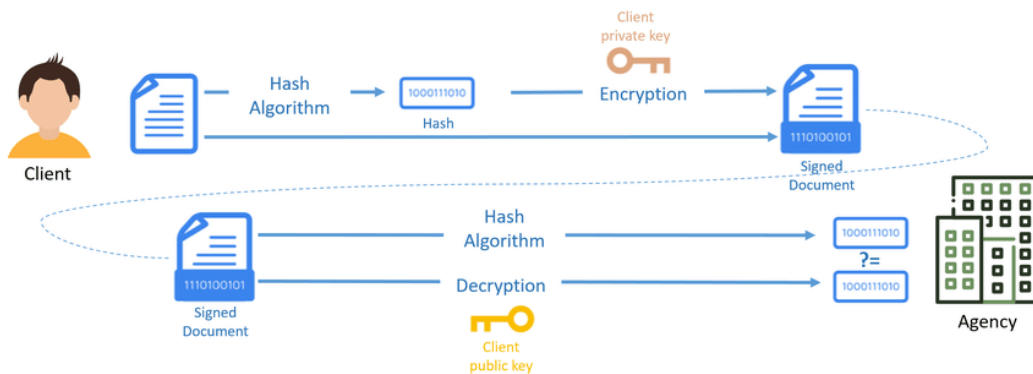 Client
private key
Hash
Algorithm
1000111010
Encryption
Hash
1110100101
Client
Signed
Document
Hash
Algorithm
1000111010
?=
1110100101
Decryption
1000111010
Signed
Document
Client
public key
Agency